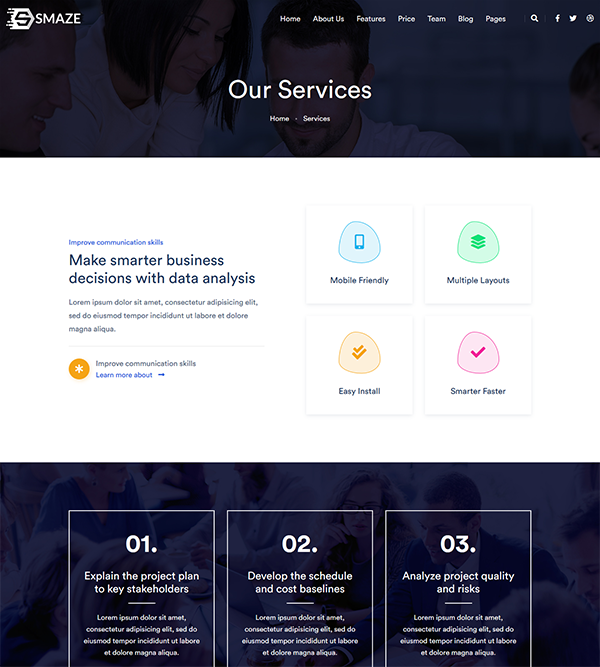 SMAZE
Home About Us Features Price Team Blog Pages
Our Services
Home · Services
Improve communication skills
Make smarter business
decisions with data analysis
Lorem ipsum dolor sit amet, consectetur adipisicing elit,
sed do eiusmod tempor incididunt ut labore et dolore
magna aliqua.
Improve communication skills
Learn more about
Mobile Friendly
Multiple Layouts
Easy Install
Smarter Faster
01.
Explain the project plan
to key stakeholders
Lorem ipsum dolor sit amet,
consectetur adipisicing elit, sed do
eiusmod tempor incididunt ut labore
et dolore magna aliqua.
02.
Develop the schedule
and cost baselines
Lorem ipsum dolor sit amet,
consectetur adipisicing elit, sed do
eiusmod tempor incididunt ut labore
et dolore magna aliqua.
03.
Analyze project quality
and risks
Lorem ipsum dolor sit amet,
consectetur adipisicing elit, sed do
eiusmod tempor incididunt ut labore
et dolore magna aliqua.